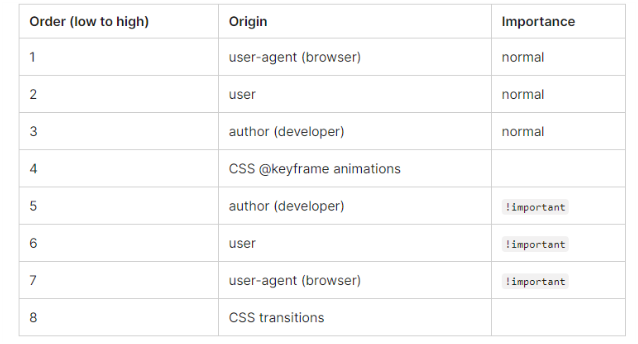 Order (low to high) Origin Importance
1 user-agent (browser) normal
2 user normal
3 author (developer) normal
4 CSS @keyframe animations
5 author (developer) !important
6 user !important
7 user-agent (browser) !important
8 CSS transitions